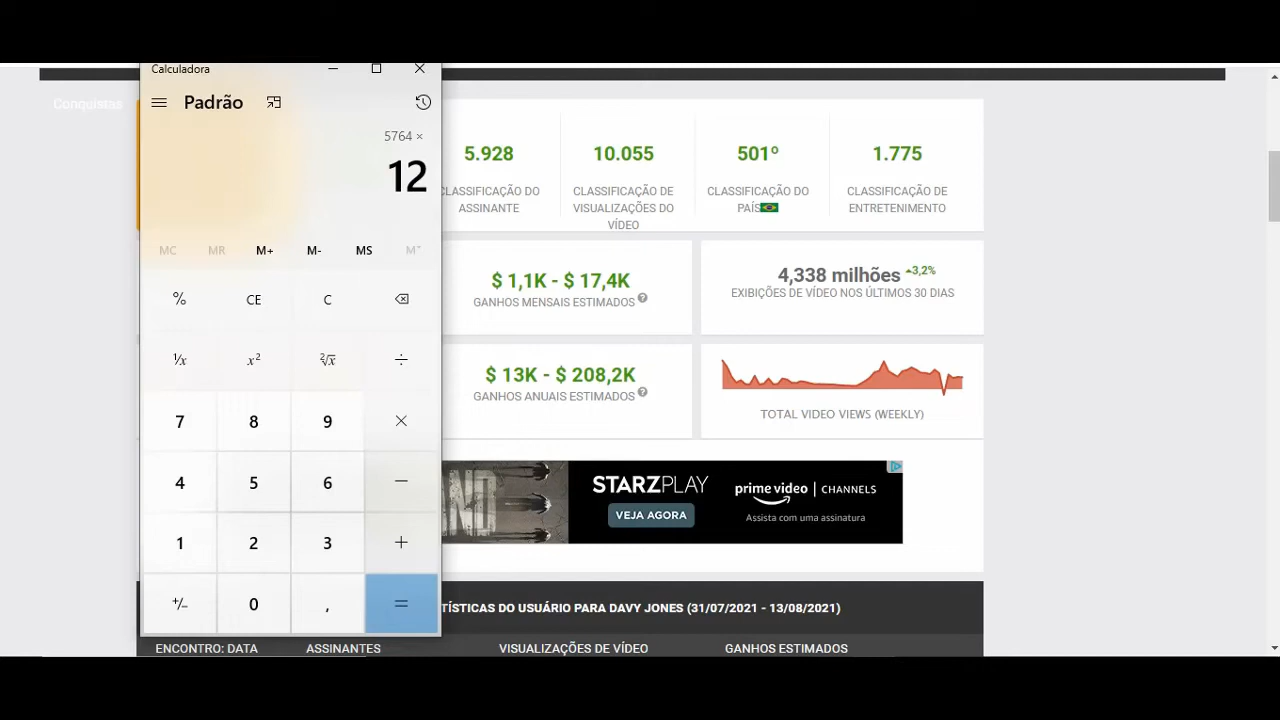 Calculadora
Conquistas
Padrão
5764 ×
12
MC MR M+ M- MS M˅
% CE C
¹/x x² ²√x ÷
7 8 9 ×
4 5 6 −
1 2 3 +
+/− 0 , =
5.928
CLASSIFICAÇÃO DO
ASSINANTE
10.055
CLASSIFICAÇÃO DE
VISUALIZAÇÕES DO
VÍDEO
501º
CLASSIFICAÇÃO DO
PAÍS
1.775
CLASSIFICAÇÃO DE
ENTRETENIMENTO
$ 1,1K - $ 17,4K
GANHOS MENSAIS ESTIMADOS ?
4,338 milhões 3,2%
EXIBIÇÕES DE VÍDEO NOS ÚLTIMOS 30 DIAS
$ 13K - $ 208,2K
GANHOS ANUAIS ESTIMADOS ?
TOTAL VIDEO VIEWS (WEEKLY)
STARZPLAY
VEJA AGORA
prime video | CHANNELS
Assista com uma assinatura
TÍSTICAS DO USUÁRIO PARA DAVY JONES (31/07/2021 - 13/08/2021)
ENCONTRO: DATA ASSINANTES VISUALIZAÇÕES DE VÍDEO GANHOS ESTIMADOS